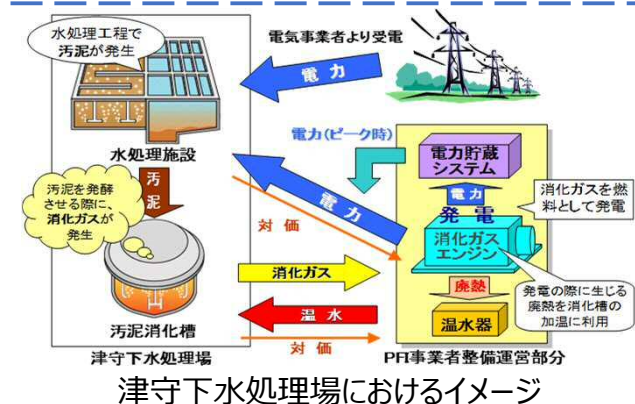 水処理工程で
汚泥が発生
電気事業者より受電
電力
水処理施設
電力(ピーク時)
電力貯蔵
システム
汚泥を発酵
させる際に、
消化ガスが
発生
汚泥
電力
対価
電力
発電
消化ガスを燃
料として発電
消化ガス
エンジン
消化ガス
廃熱
発電の際に生じる
廃熱を消化槽の
加温に利用
温水
温水器
汚泥消化槽
対価
津守下水処理場
PFI事業者整備運営部分
津守下水処理場におけるイメージ